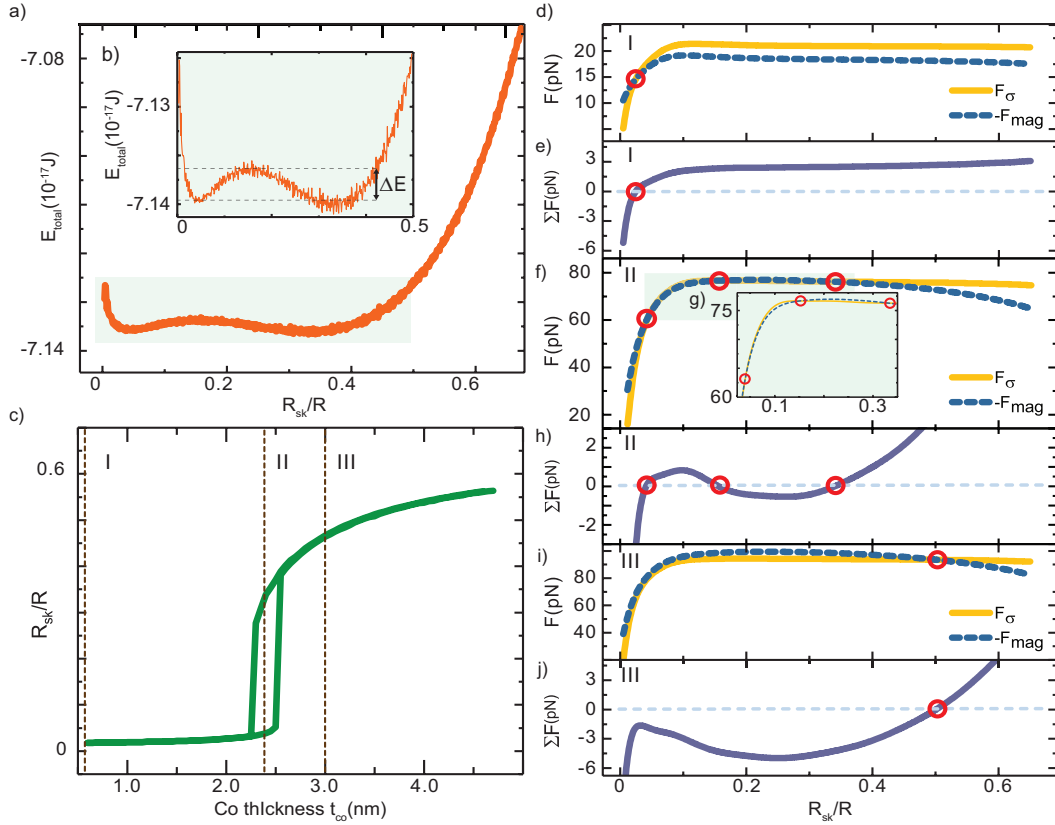 a)
E_total(10^-17J)
-7.08
-7.14
0
0.2
0.4
0.6
R_sk/R
b)
E_total(10^-17J)
-7.13
-7.14
0
0.5
ΔE
c)
R_sk/R
0.6
0
I
II
III
1.0
2.0
3.0
4.0
Co thIckness t_co(nm)
d)
I
F(pN)
20
15
10
F_σ
-F_mag
e)
I
ΣF(pN)
3
0
-3
-6
f)
II
F(pN)
80
60
40
20
F_σ
-F_mag
g)
75
60
0.1
0.3
h)
II
ΣF(pN)
2
0
-2
i)
III
F(pN)
80
60
40
F_σ
-F_mag
j)
III
ΣF(pN)
3
0
-3
-6
0
0.2
0.4
0.6
R_sk/R